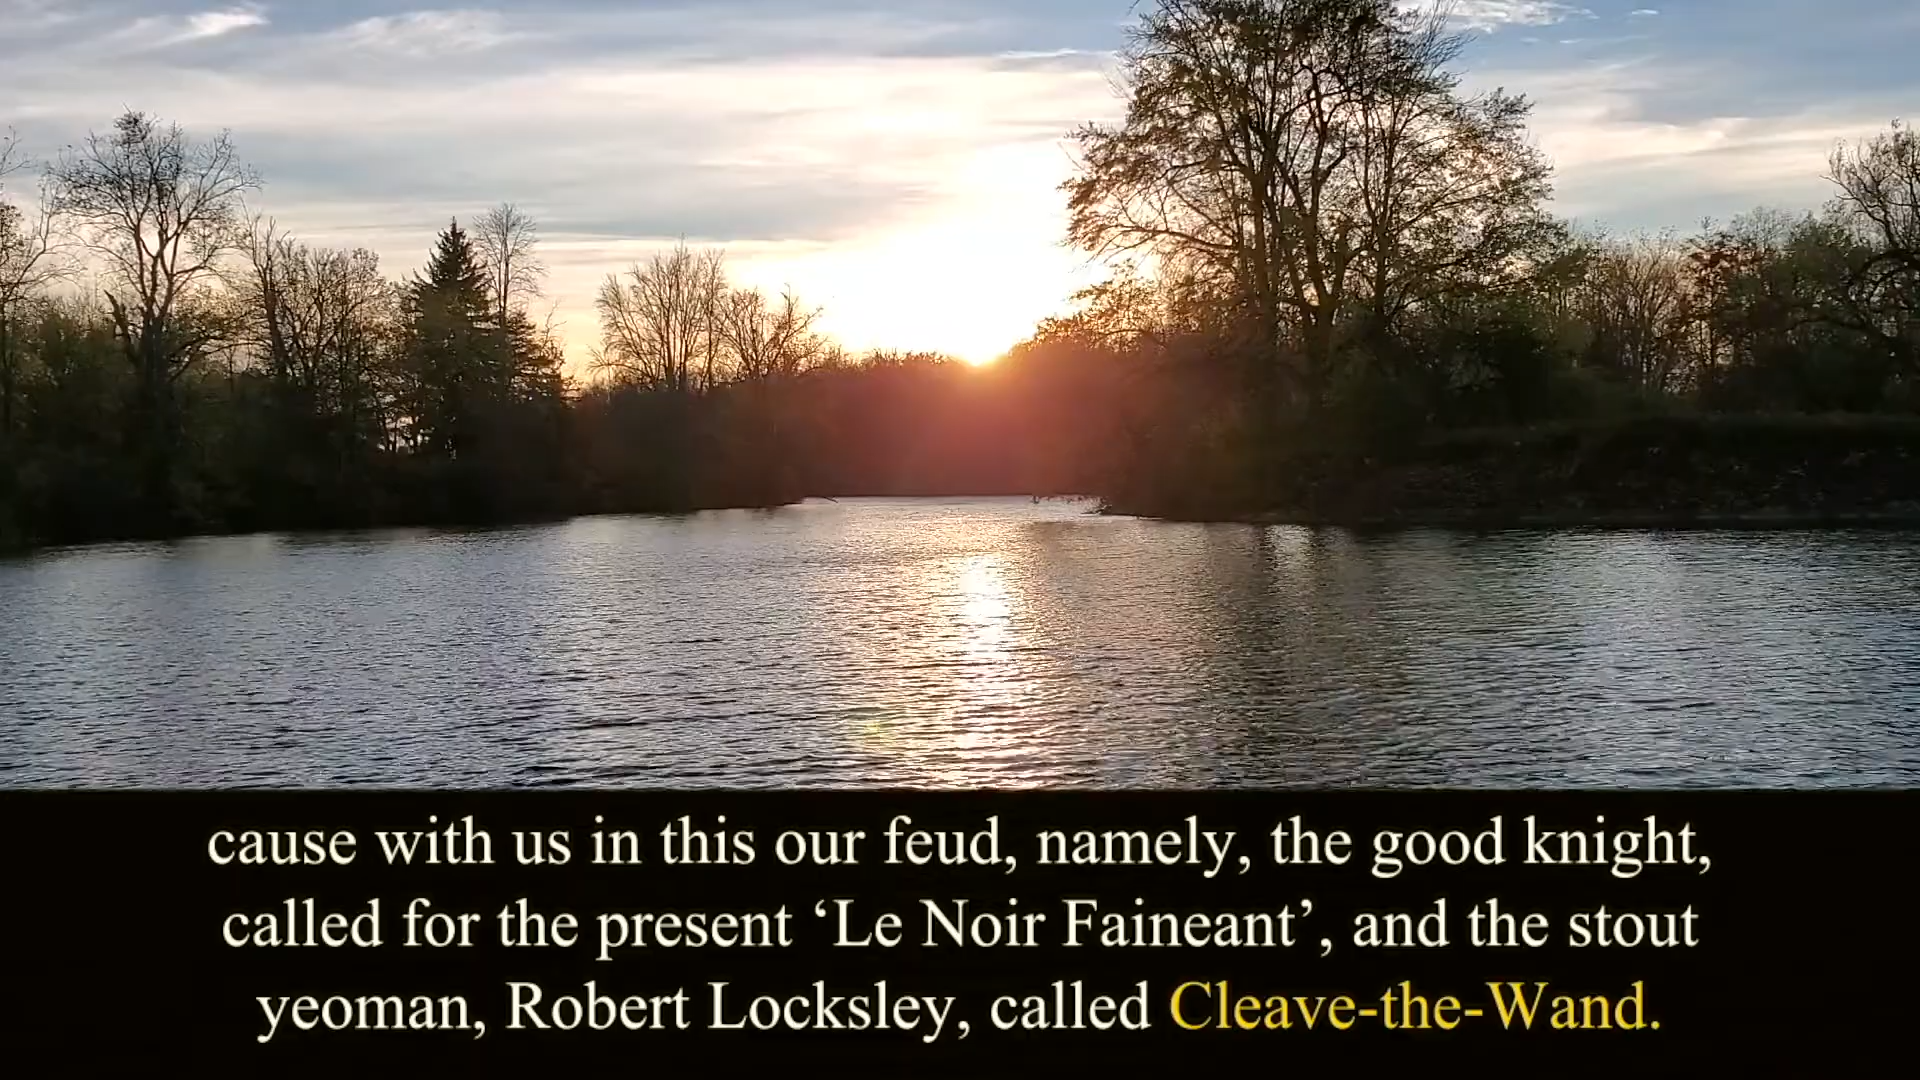 cause with us in this our feud, namely, the good knight,
called for the present ‘Le Noir Faineant’, and the stout
yeoman, Robert Locksley, called Cleave-the-Wand.